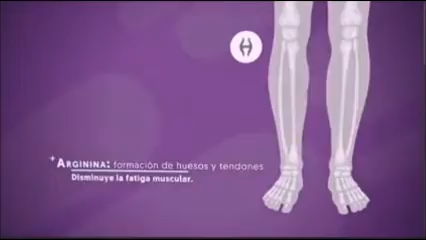 +ARGININA: formación de huesos y tendones
Disminuye la fatiga muscular.